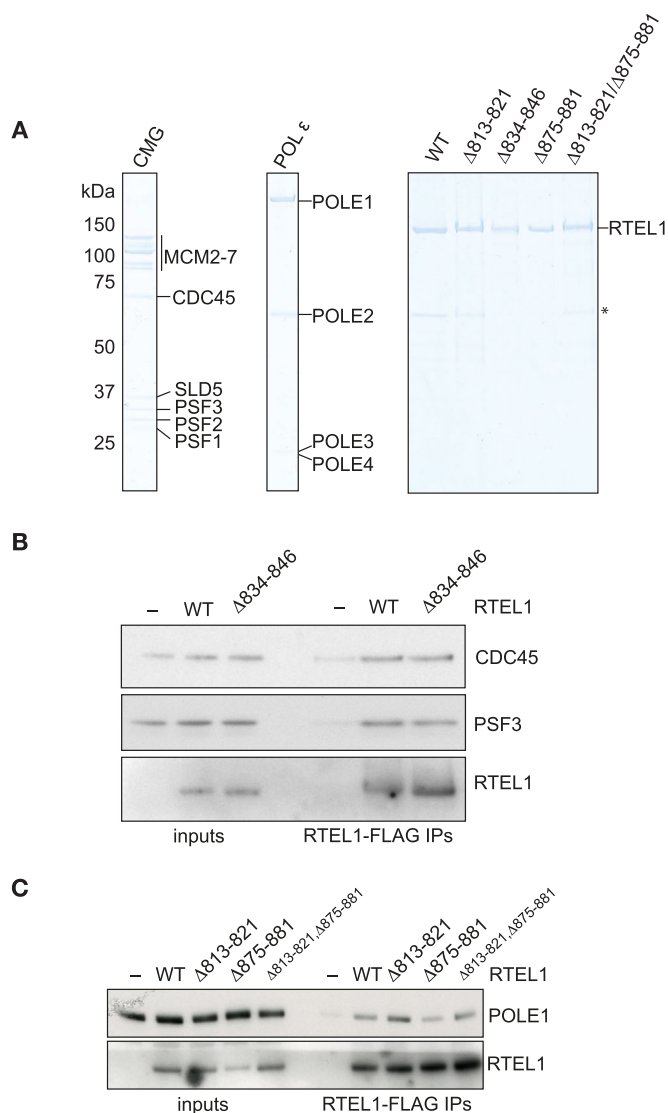 A
CMG
POL ε
WT
Δ813-821
Δ834-846
Δ875-881
Δ813-821/Δ875-881
kDa
150
100
75
50
37
25
MCM2-7
CDC45
SLD5
PSF3
PSF2
PSF1
POLE1
POLE2
POLE3
POLE4
RTEL1
*
B
– WT Δ834-846 – WT Δ834-846 RTEL1
CDC45
PSF3
RTEL1
inputs RTEL1-FLAG IPs
C
– WT Δ813-821 Δ875-881 Δ813-821,Δ875-881 – WT Δ813-821 Δ875-881 Δ813-821,Δ875-881 RTEL1
POLE1
RTEL1
inputs RTEL1-FLAG IPs